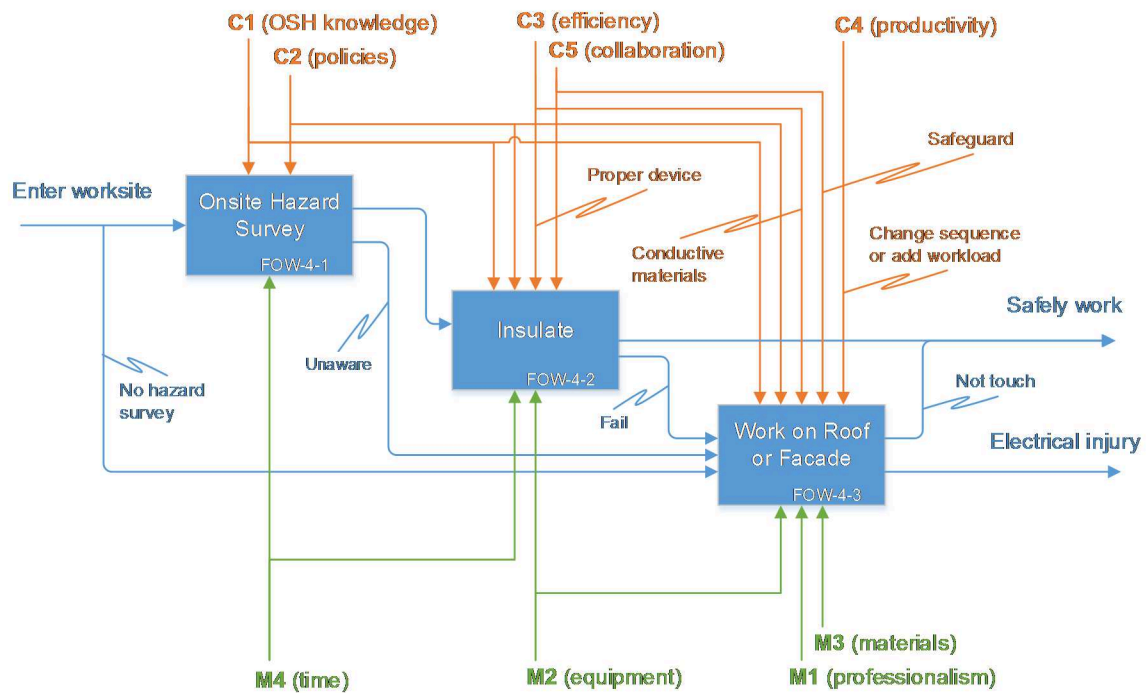 C1 (OSH knowledge)
C2 (policies)
C3 (efficiency)
C5 (collaboration)
C4 (productivity)
Safeguard
Proper device
Enter worksite
Onsite Hazard
Survey
FOW-4-1
Conductive
materials
Change sequence
or add workload
Safely work
Insulate
FOW-4-2
Unaware
No hazard
survey
Fail
Not touch
Work on Roof
or Facade
FOW-4-3
Electrical injury
M3 (materials)
M4 (time)
M2 (equipment)
M1 (professionalism)